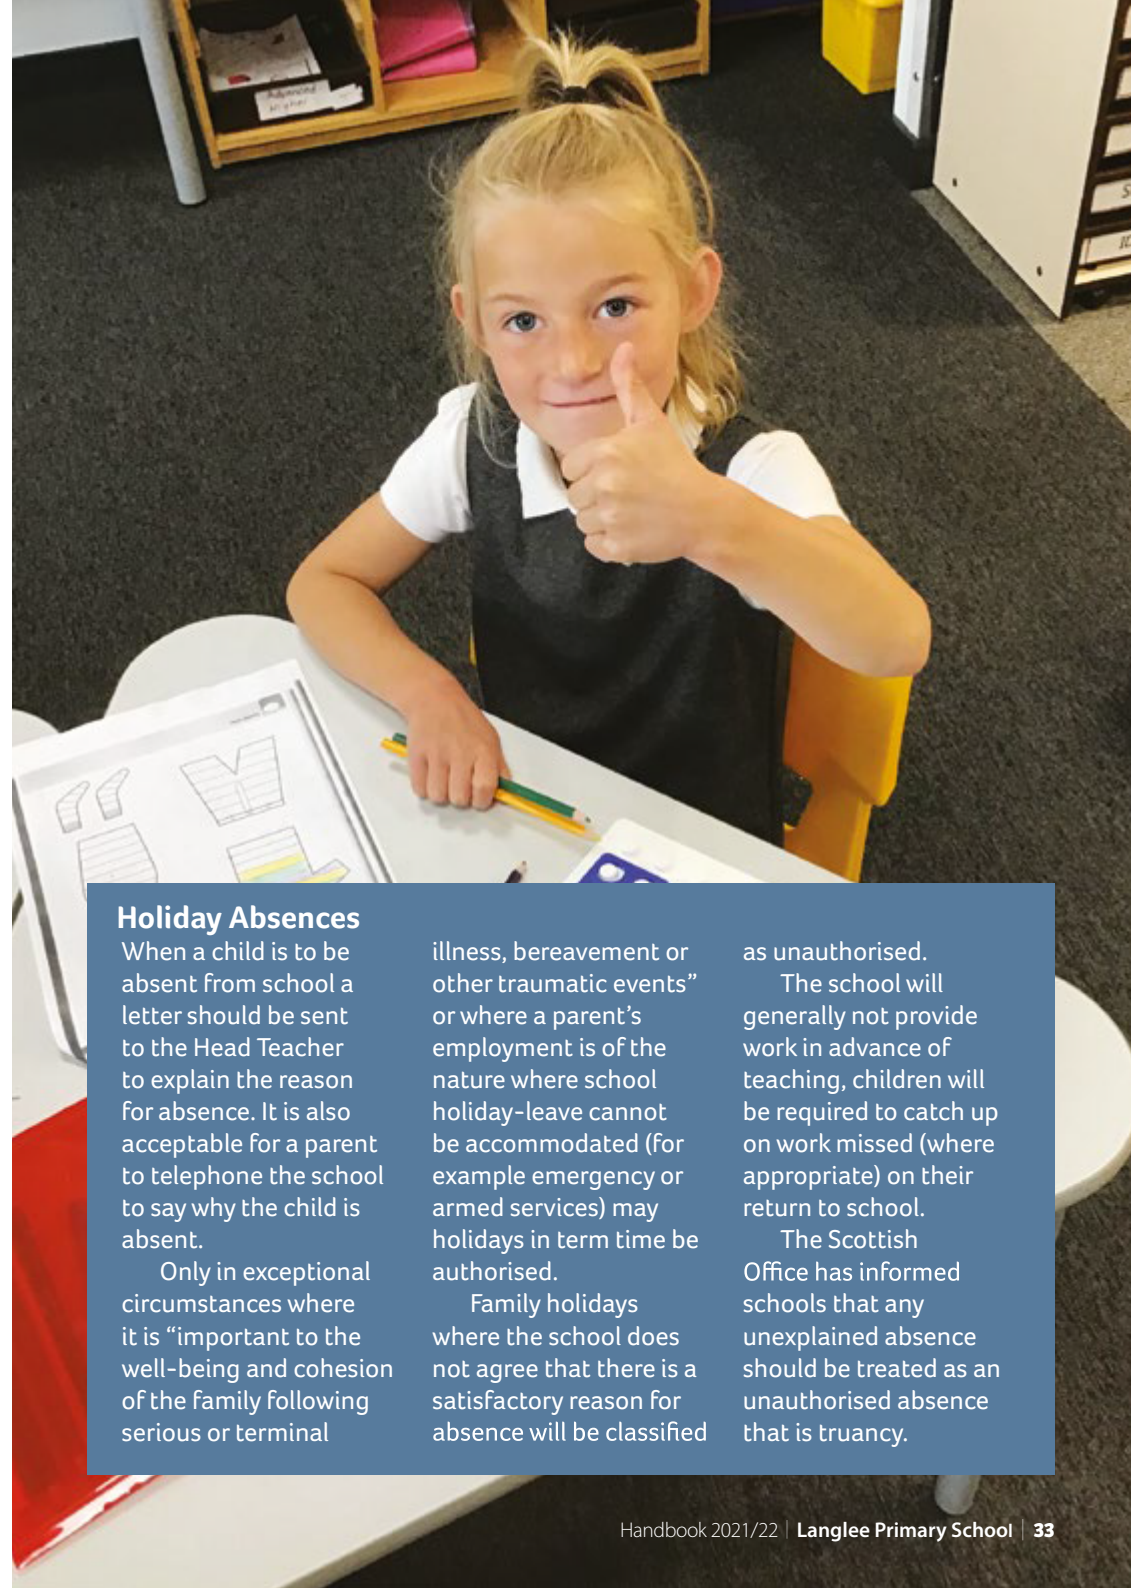 Advanced
Higher
Holiday Absences
When a child is to be
absent from school a
letter should be sent
to the Head Teacher
to explain the reason
for absence. It is also
acceptable for a parent
to telephone the school
to say why the child is
absent.
Only in exceptional
circumstances where
it is “important to the
well-being and cohesion
of the family following
serious or terminal
illness, bereavement or
other traumatic events”
or where a parent’s
employment is of the
nature where school
holiday-leave cannot
be accommodated (for
example emergency or
armed services) may
holidays in term time be
authorised.
Family holidays
where the school does
not agree that there is a
satisfactory reason for
absence will be classified
as unauthorised.
The school will
generally not provide
work in advance of
teaching, children will
be required to catch up
on work missed (where
appropriate) on their
return to school.
The Scottish
Office has informed
schools that any
unexplained absence
should be treated as an
unauthorised absence
that is truancy.
Handbook 2021/22 | Langlee Primary School | 33